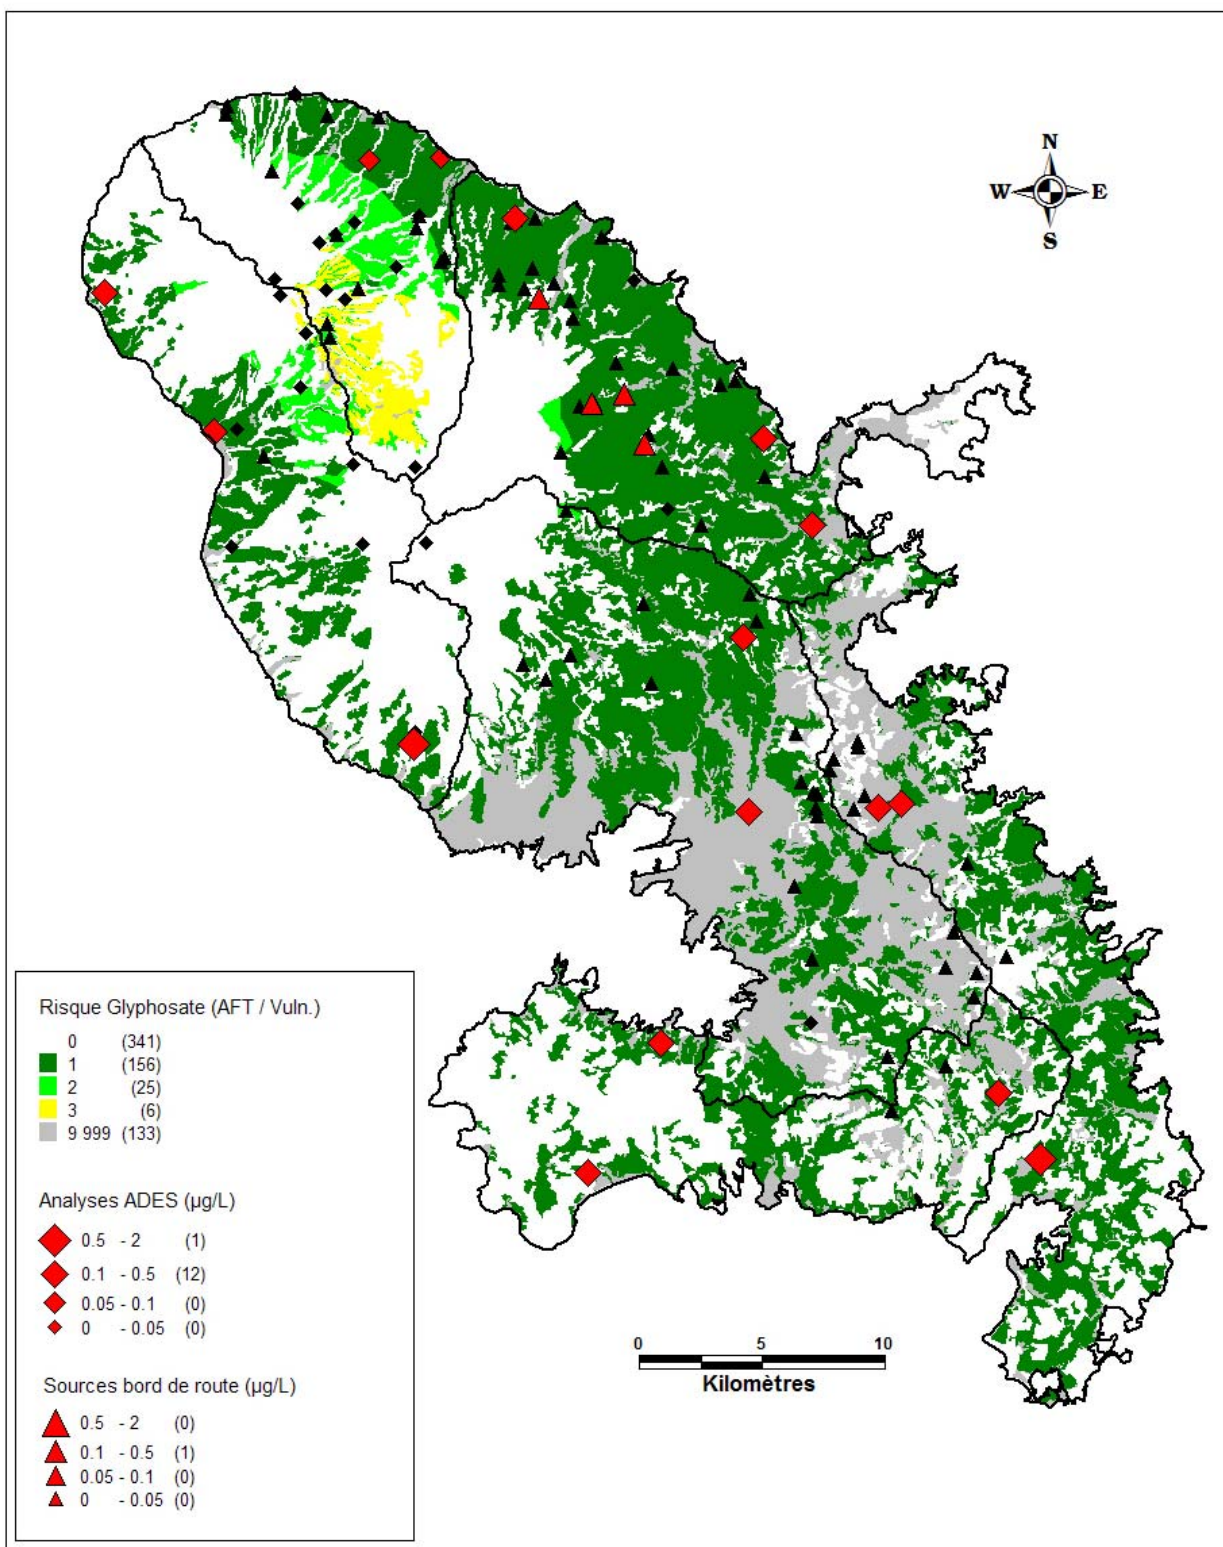 N
W E
S
Risque Glyphosate (AFT / Vuln.)
0 (341)
1 (156)
2 (25)
3 (6)
9 999 (133)
Analyses ADES (µg/L)
0.5 - 2 (1)
0.1 - 0.5 (12)
0.05 - 0.1 (0)
0 - 0.05 (0)
Sources bord de route (µg/L)
0.5 - 2 (0)
0.1 - 0.5 (1)
0.05 - 0.1 (0)
0 - 0.05 (0)
0 5 10
Kilomètres